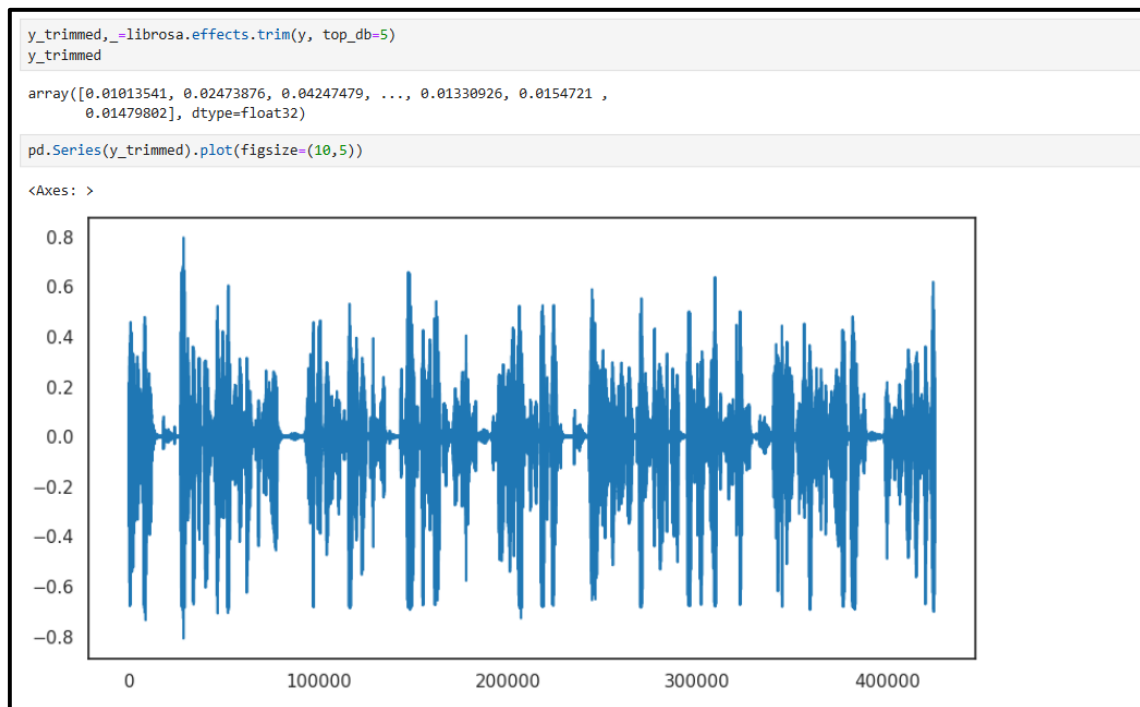 y_trimmed,_=librosa.effects.trim(y, top_db=5)
y_trimmed
array([0.01013541, 0.02473876, 0.04247479, ..., 0.01330926, 0.0154721 ,
       0.01479802], dtype=float32)
pd.Series(y_trimmed).plot(figsize=(10,5))
<Axes: >
0.8
0.6
0.4
0.2
0.0
−0.2
−0.4
−0.6
−0.8
0 100000 200000 300000 400000